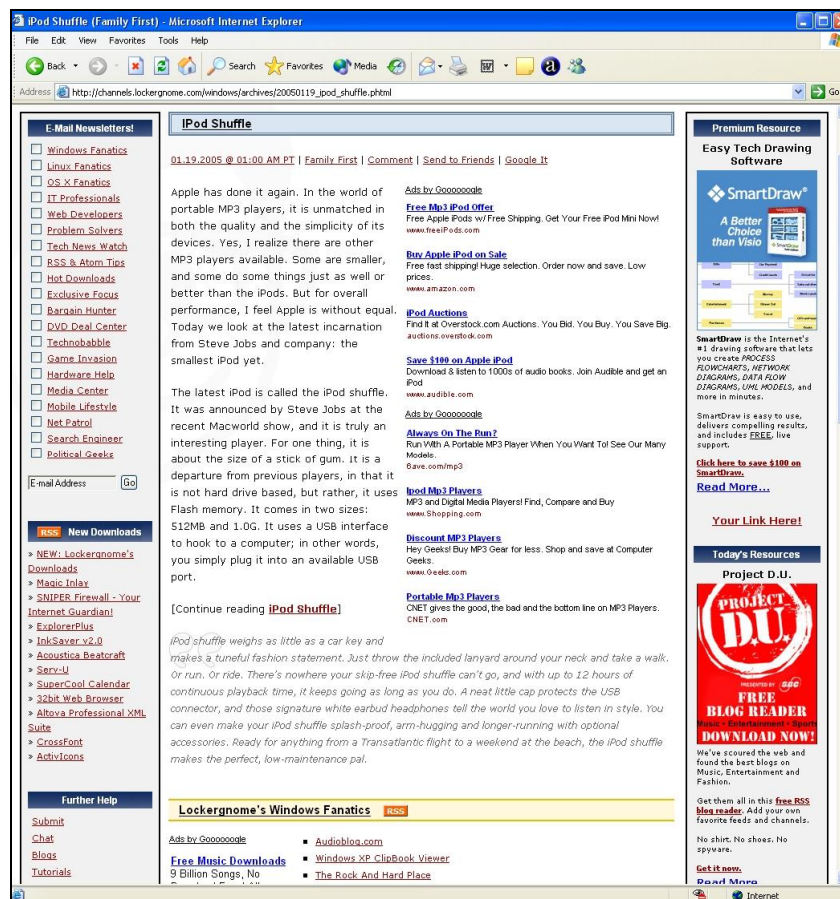 iPod Shuffle (Family First) - Microsoft Internet Explorer
File Edit View Favorites Tools Help
Back Search Favorites Media
Address http://channels.lockergnome.com/windows/archives/20050119_ipod_shuffle.phtml Go
E-Mail Newsletters!
Windows Fanatics
Linux Fanatics
OS X Fanatics
IT Professionals
Web Developers
Problem Solvers
Tech News Watch
RSS & Atom Tips
Hot Downloads
Exclusive Focus
Bargain Hunter
DVD Deal Center
Technobabble
Game Invasion
Hardware Help
Media Center
Mobile Lifestyle
Net Patrol
Search Engineer
Political Geeks
E-mail Address Go
RSS New Downloads
» NEW: Lockergnome's
Downloads
» Magic Inlay
» SNIPER Firewall - Your
Internet Guardian!
» ExplorerPlus
» InkSaver v2.0
» Acoustica Beatcraft
» Serv-U
» SuperCool Calendar
» 32bit Web Browser
» Altova Professional XML
Suite
» CrossFont
» ActivIcons
Further Help
Submit
Chat
Blogs
Tutorials
IPod Shuffle
01.19.2005 @ 01:00 AM PT | Family First | Comment | Send to Friends | Google It
Apple has done it again. In the world of
portable MP3 players, it is unmatched in
both the quality and the simplicity of its
devices. Yes, I realize there are other
MP3 players available. Some are smaller,
and some do some things just as well or
better than the iPods. But for overall
performance, I feel Apple is without equal.
Today we look at the latest incarnation
from Steve Jobs and company: the
smallest iPod yet.
The latest iPod is called the iPod shuffle.
It was announced by Steve Jobs at the
recent Macworld show, and it is truly an
interesting player. For one thing, it is
about the size of a stick of gum. It is a
departure from previous players, in that it
is not hard drive based, but rather, it uses
Flash memory. It comes in two sizes:
512MB and 1.0G. It uses a USB interface
to hook to a computer; in other words,
you simply plug it into an available USB
port.
[Continue reading iPod Shuffle]
Ads by Goooooogle
Free Mp3 iPod Offer
Free Apple iPods w/ Free Shipping. Get Your Free iPod Mini Now!
www.freeiPods.com
Buy Apple iPod on Sale
Free fast shipping! Huge selection. Order now and save. Low
prices.
www.amazon.com
iPod Auctions
Find It at Overstock.com Auctions. You Bid. You Buy. You Save Big.
auctions.overstock.com
Save $100 on Apple iPod
Download & listen to 1000s of audio books. Join Audible and get an
iPod
www.audible.com
Ads by Goooooogle
Always On The Run?
Run With A Portable MP3 Player When You Want To! See Our Many
Models.
6ave.com/mp3
Ipod Mp3 Players
MP3 and Digital Media Players! Find, Compare and Buy
www.Shopping.com
Discount MP3 Players
Hey Geeks! Buy MP3 Gear for less. Shop and save at Computer
Geeks.
www.Geeks.com
Portable Mp3 Players
CNET gives the good, the bad and the bottom line on MP3 Players.
CNET.com
iPod shuffle weighs as little as a car key and
makes a tuneful fashion statement. Just throw the included lanyard around your neck and take a walk.
Or run. Or ride. There's nowhere your skip-free iPod shuffle can't go, and with up to 12 hours of
continuous playback time, it keeps going as long as you do. A neat little cap protects the USB
connector, and those signature white earbud headphones tell the world you love to listen in style. You
can even make your iPod shuffle splash-proof, arm-hugging and longer-running with optional
accessories. Ready for anything from a Transatlantic flight to a weekend at the beach, the iPod shuffle
makes the perfect, low-maintenance pal.
Lockergnome's Windows Fanatics RSS
Ads by Goooooogle
Free Music Downloads
9 Billion Songs, No
Audioblog.com
Windows XP ClipBook Viewer
The Rock And Hard Place
Premium Resource
Easy Tech Drawing
Software
SmartDraw
A Better
Choice
than Visio
SmartDraw is the Internet's
#1 drawing software that lets
you create PROCESS
FLOWCHARTS, NETWORK
DIAGRAMS, DATA FLOW
DIAGRAMS, UML MODELS, and
more in minutes.
SmartDraw is easy to use,
delivers compelling results,
and includes FREE, live
support.
Click here to save $100 on
SmartDraw.
Read More...
Your Link Here!
Today's Resources
Project D.U.
PROJECT
D.U.
PRESENTED BY
FREE
BLOG READER
Music • Entertainment • Sports
DOWNLOAD NOW!
We've scoured the web and
found the best blogs on
Music, Entertainment and
Fashion.
Get them all in this free RSS
blog reader. Add your own
favorite feeds and channels.
No shirt. No shoes. No
spyware.
Get it now.
Read More
Internet